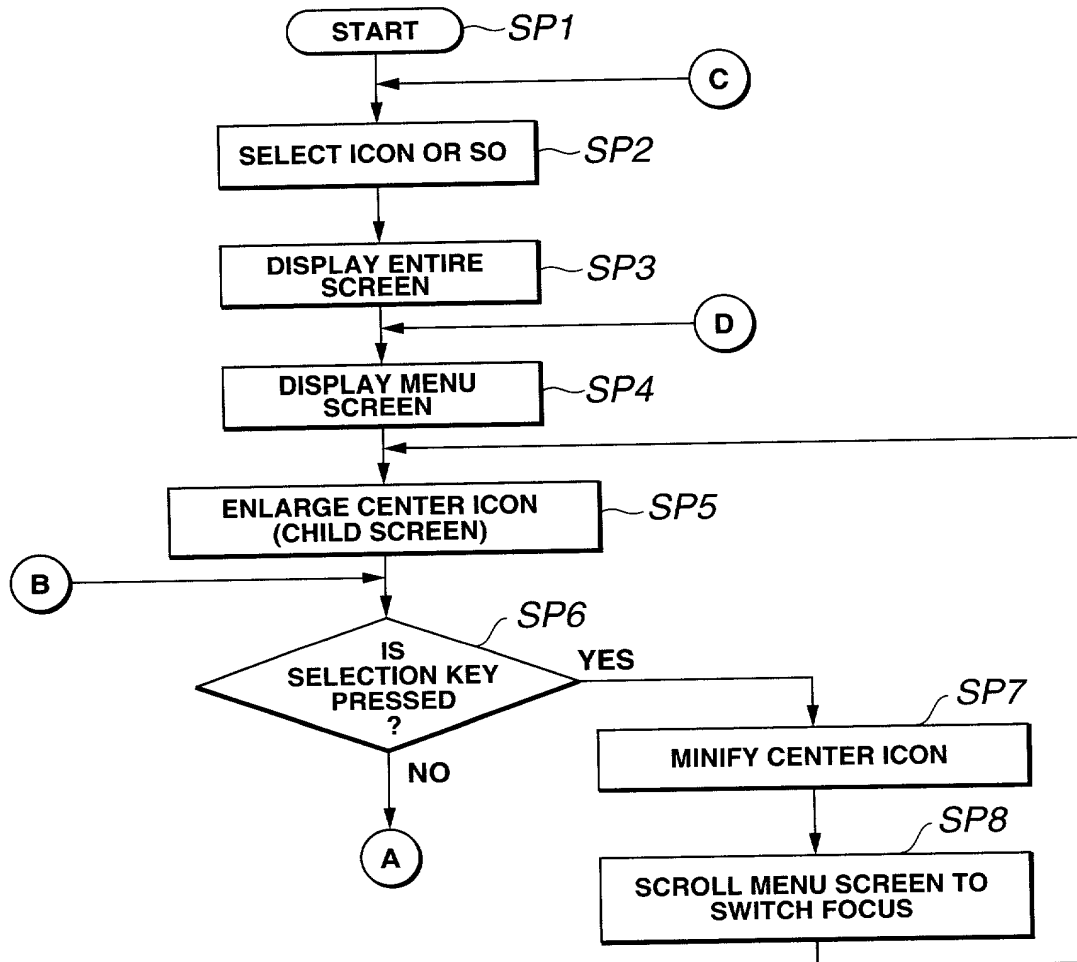 START
SP1
C
SELECT ICON OR SO
SP2
DISPLAY ENTIRE
SCREEN
SP3
D
DISPLAY MENU
SCREEN
SP4
ENLARGE CENTER ICON
(CHILD SCREEN)
SP5
B
IS
SELECTION KEY
PRESSED
?
SP6
YES
NO
A
SP7
MINIFY CENTER ICON
SP8
SCROLL MENU SCREEN TO
SWITCH FOCUS